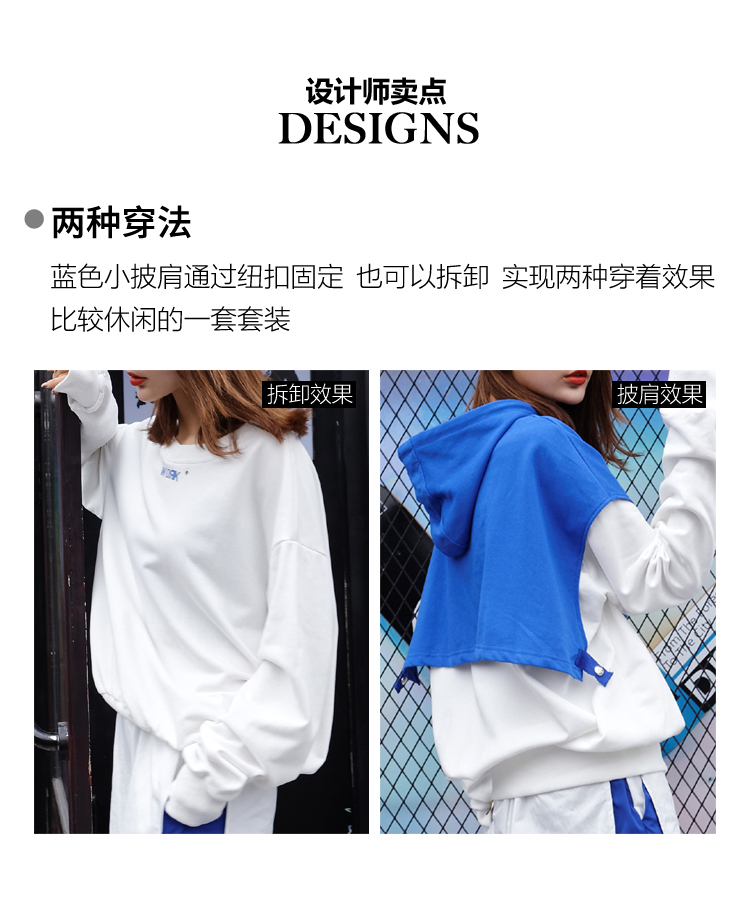 设计师卖点
DESIGNS
两种穿法
蓝色小披肩通过纽扣固定 也可以拆卸 实现两种穿着效果
比较休闲的一套套装
拆卸效果
披肩效果